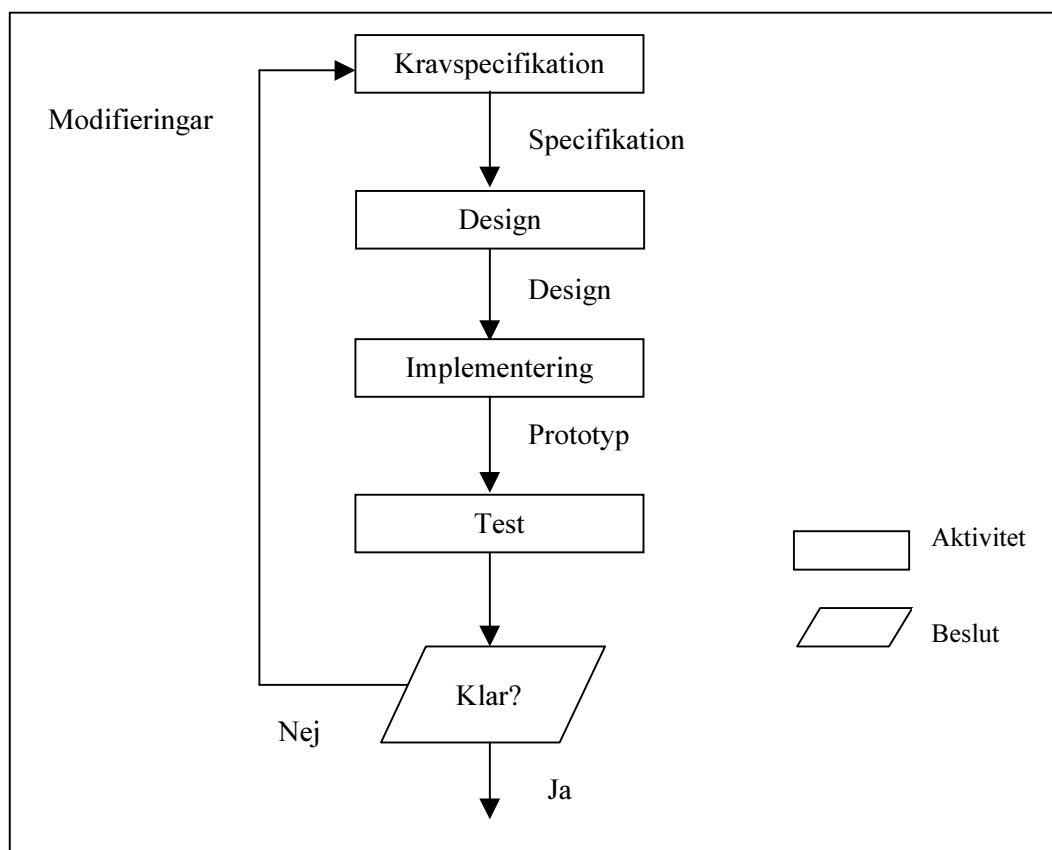 Kravspecifikation
Modifieringar
Specifikation
Design
Design
Implementering
Prototyp
Test
Aktivitet
Beslut
Klar?
Nej
Ja